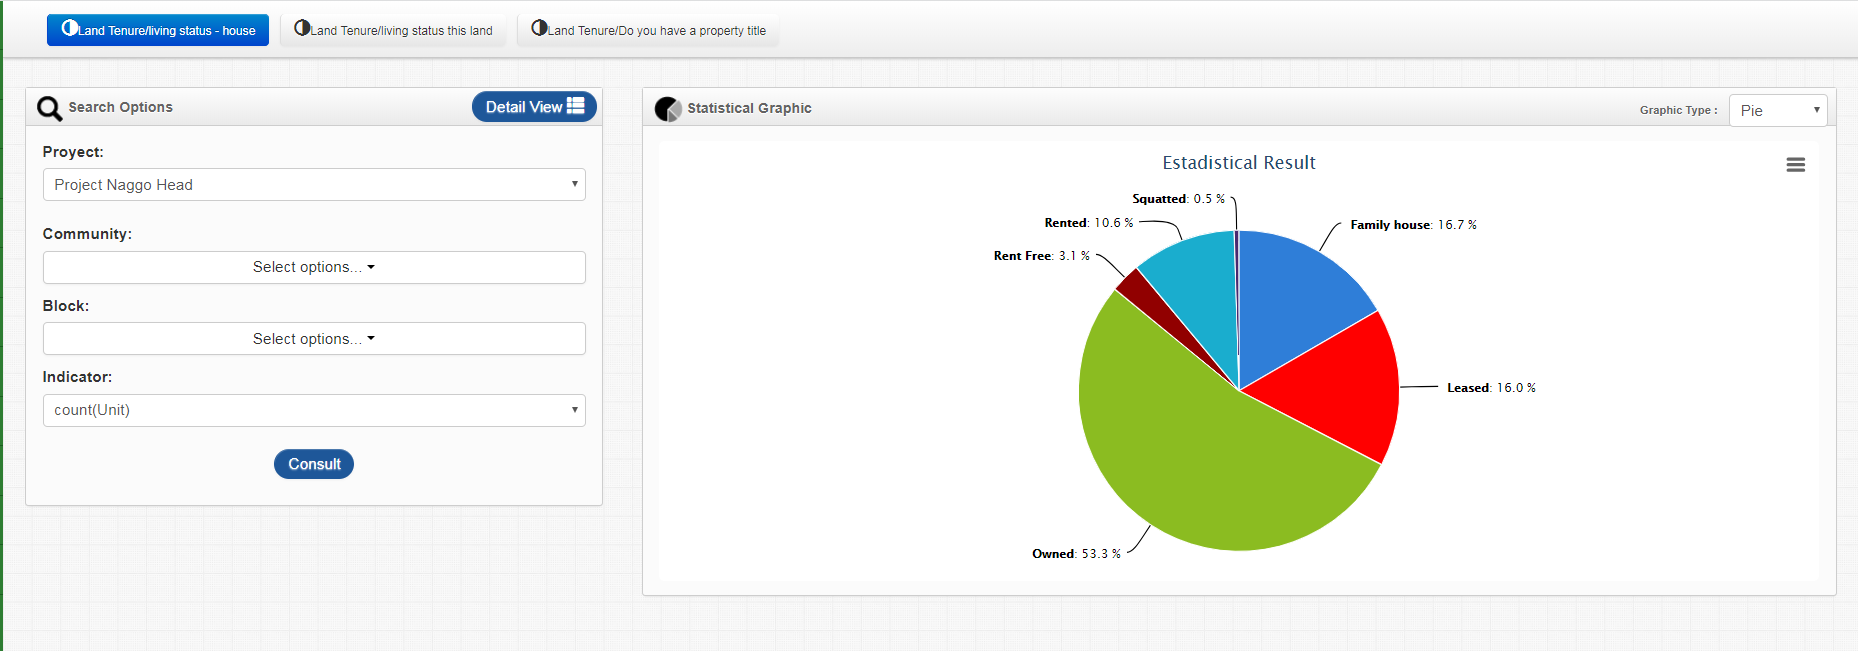 Land Tenure/living status - house
Land Tenure/living status this land
Land Tenure/Do you have a property title
Search Options
Detail View
Proyect:
Project Naggo Head
Community:
Select options...
Block:
Select options...
Indicator:
count(Unit)
Consult
Statistical Graphic
Graphic Type :
Pie
Estadistical Result
Squatted: 0.5 %
Rented: 10.6 %
Family house: 16.7 %
Rent Free: 3.1 %
Leased: 16.0 %
Owned: 53.3 %